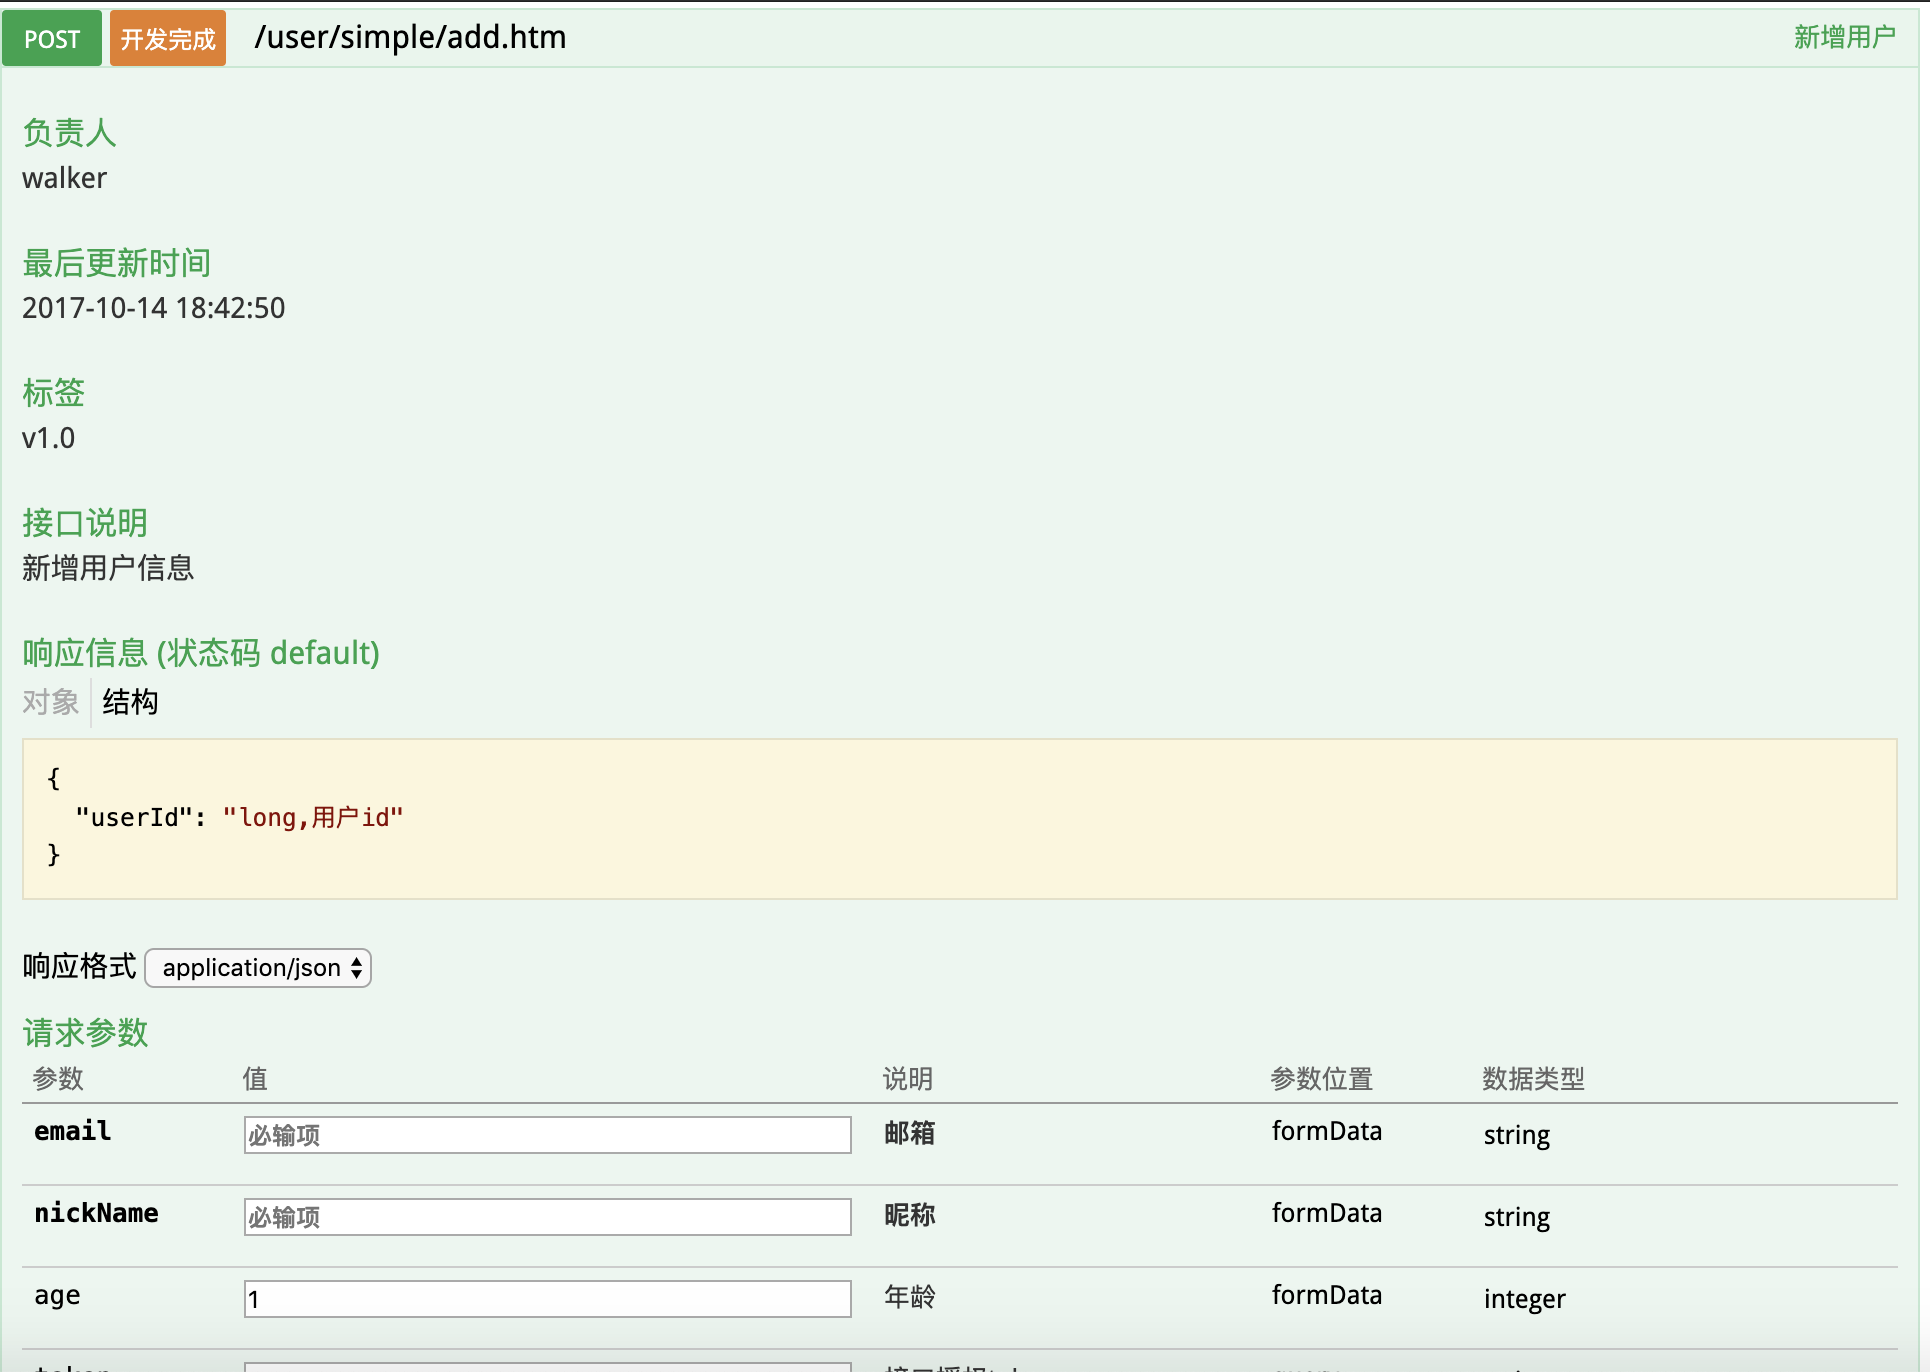 POST 开发完成 /user/simple/add.htm 新增用户
负责人
walker
最后更新时间
2017-10-14 18:42:50
标签
v1.0
接口说明
新增用户信息
响应信息 (状态码 default)
对象 结构
{
"userId": "long,用户id"
}
响应格式 application/json
请求参数
参数 值 说明 参数位置 数据类型
email 必输项 邮箱 formData string
nickName 必输项 昵称 formData string
age 1 年龄 formData integer